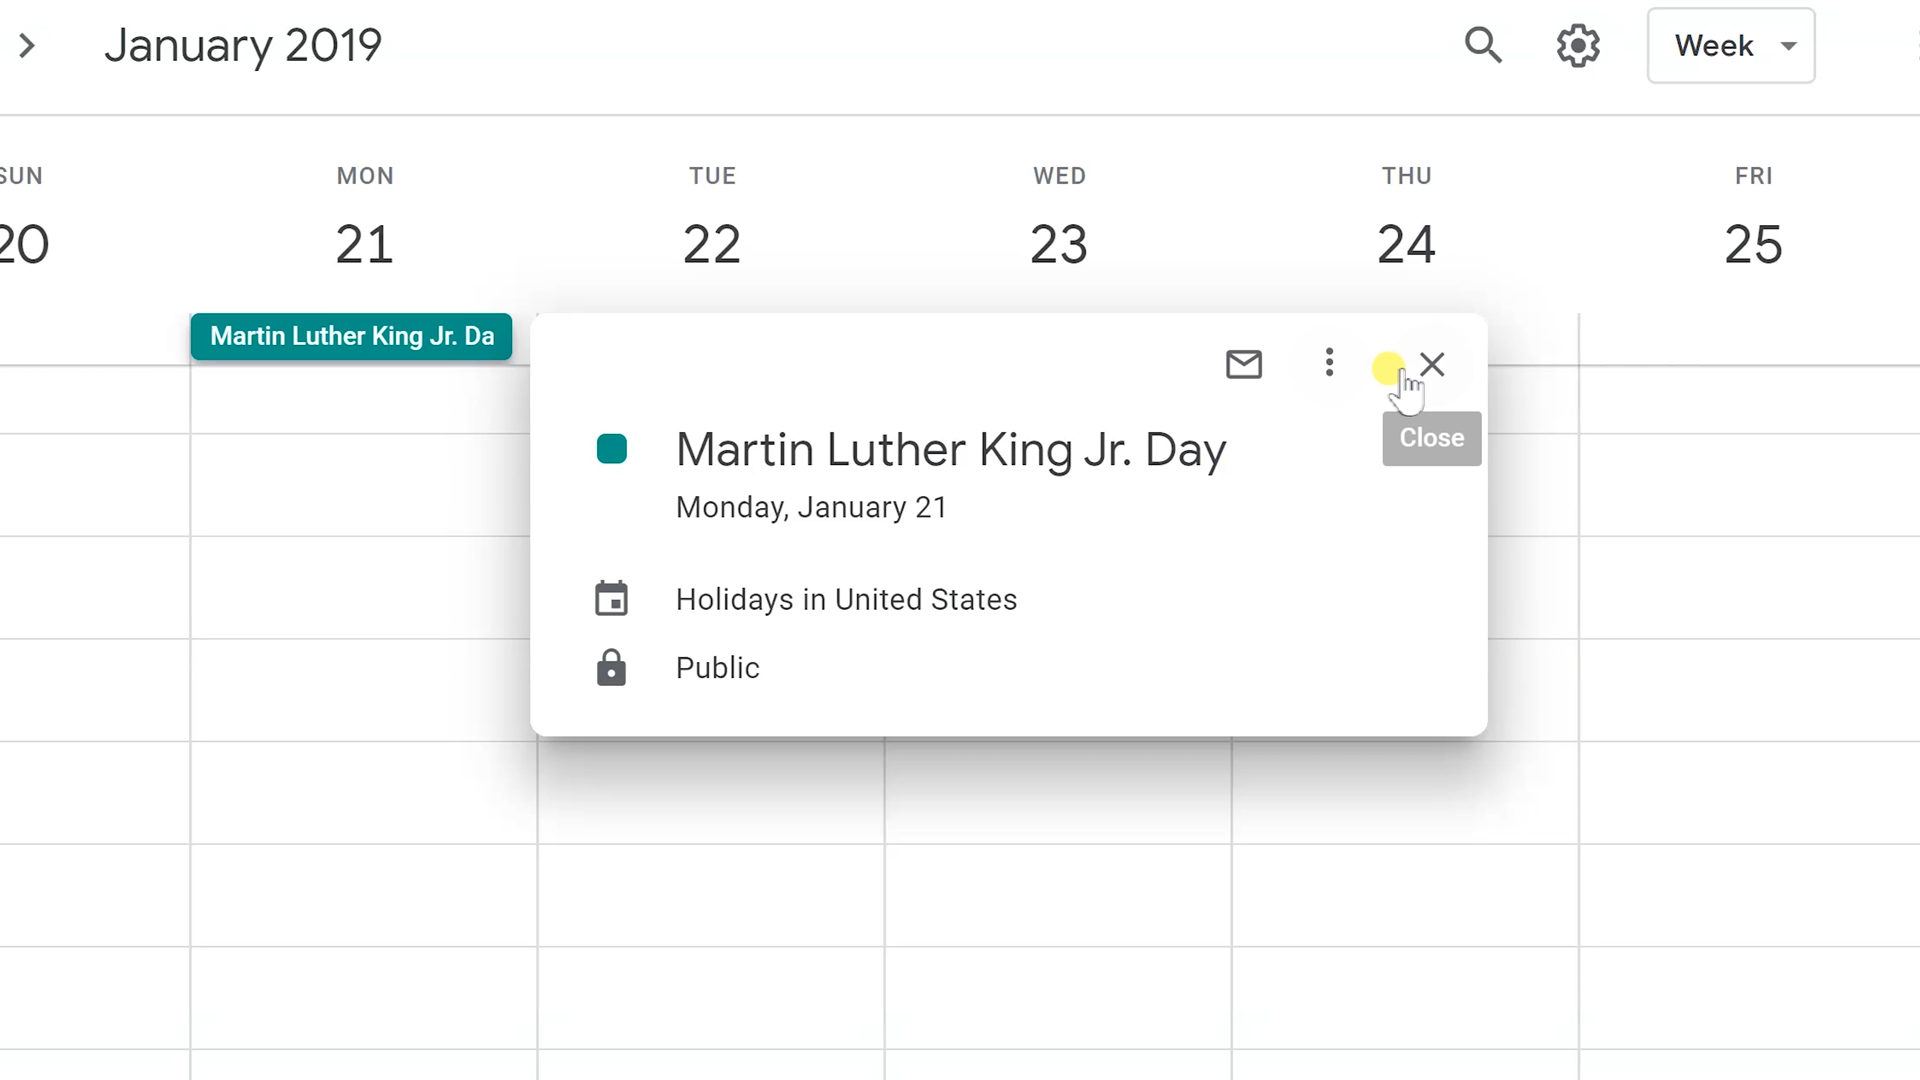 January 2019
Week
SUN
MON
TUE
WED
THU
FRI
20
21
22
23
24
25
Martin Luther King Jr. Da
Close
Martin Luther King Jr. Day
Monday, January 21
Holidays in United States
Public